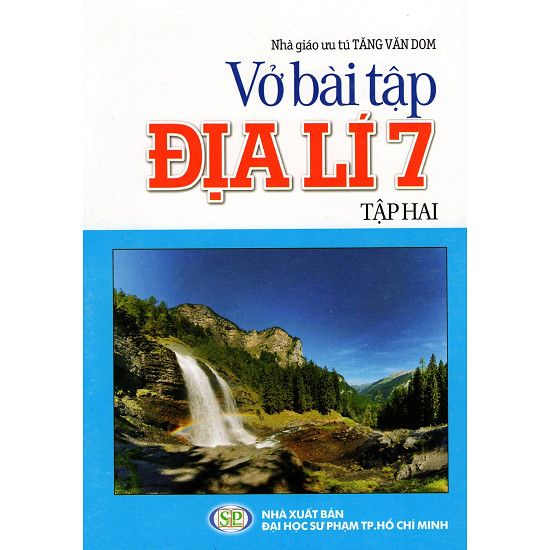 Nhà giáo ưu tú TĂNG VĂN DOM
Vở bài tập
ĐỊA LÍ 7
TẬP HAI
SP
NHÀ XUẤT BẢN
ĐẠI HỌC SƯ PHẠM TP.HỒ CHÍ MINH